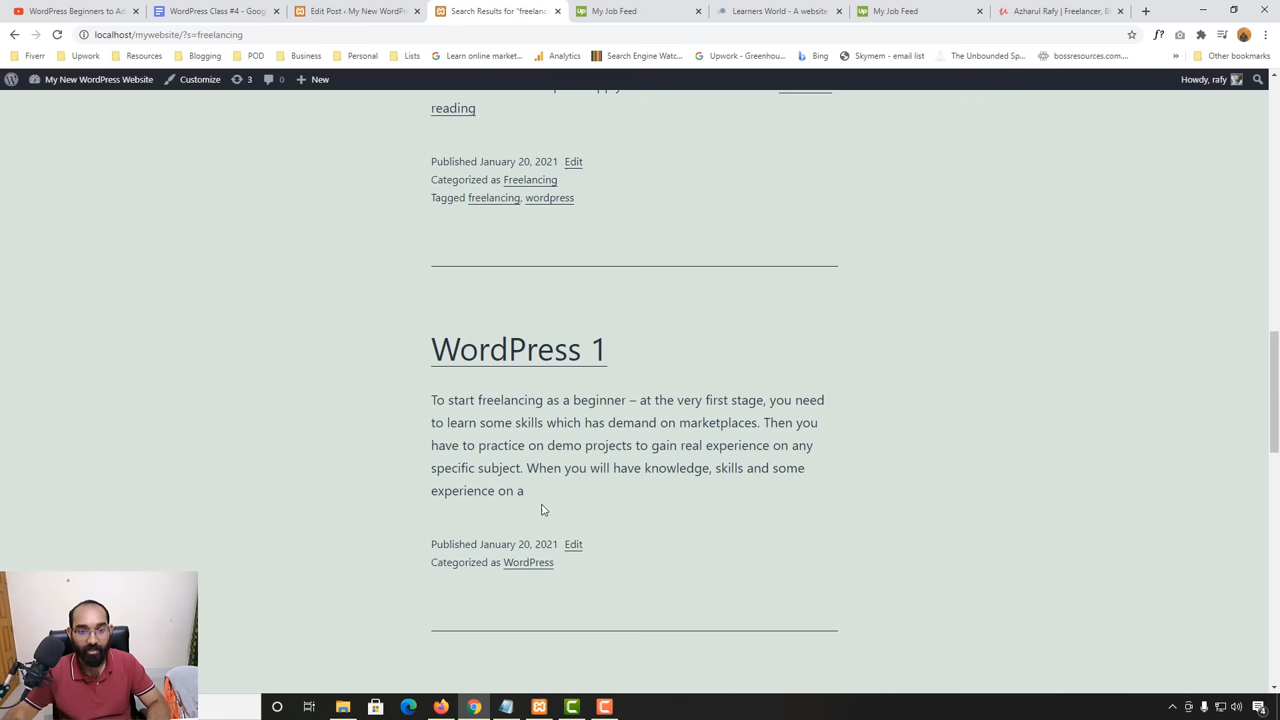 WordPress Beginners to Ad
WordPress Class #4 - Googl
Edit Post ‹ My New WordPre
Search Results for "freelanc
My Job Feed
Learners World - A website
My Job Feed
Azharul Rafy | Freelancer, B
localhost/mywebsite/?s=freelancing
Fiverr
Upwork
Resources
Blogging
POD
Business
Personal
Lists
Learn online market...
Analytics
Search Engine Watc...
Upwork - Greenhou...
Bing
Skymem - email list
The Unbounded Sp...
bossresources.com...
»
Other bookmarks
My New WordPress Website
Customize
3
0
New
Howdy, rafy
reading
Published January 20, 2021 Edit
Categorized as Freelancing
Tagged freelancing, wordpress
WordPress 1
To start freelancing as a beginner – at the very first stage, you need
to learn some skills which has demand on marketplaces. Then you
have to practice on demo projects to gain real experience on any
specific subject. When you will have knowledge, skills and some
experience on a
Published January 20, 2021 Edit
Categorized as WordPress